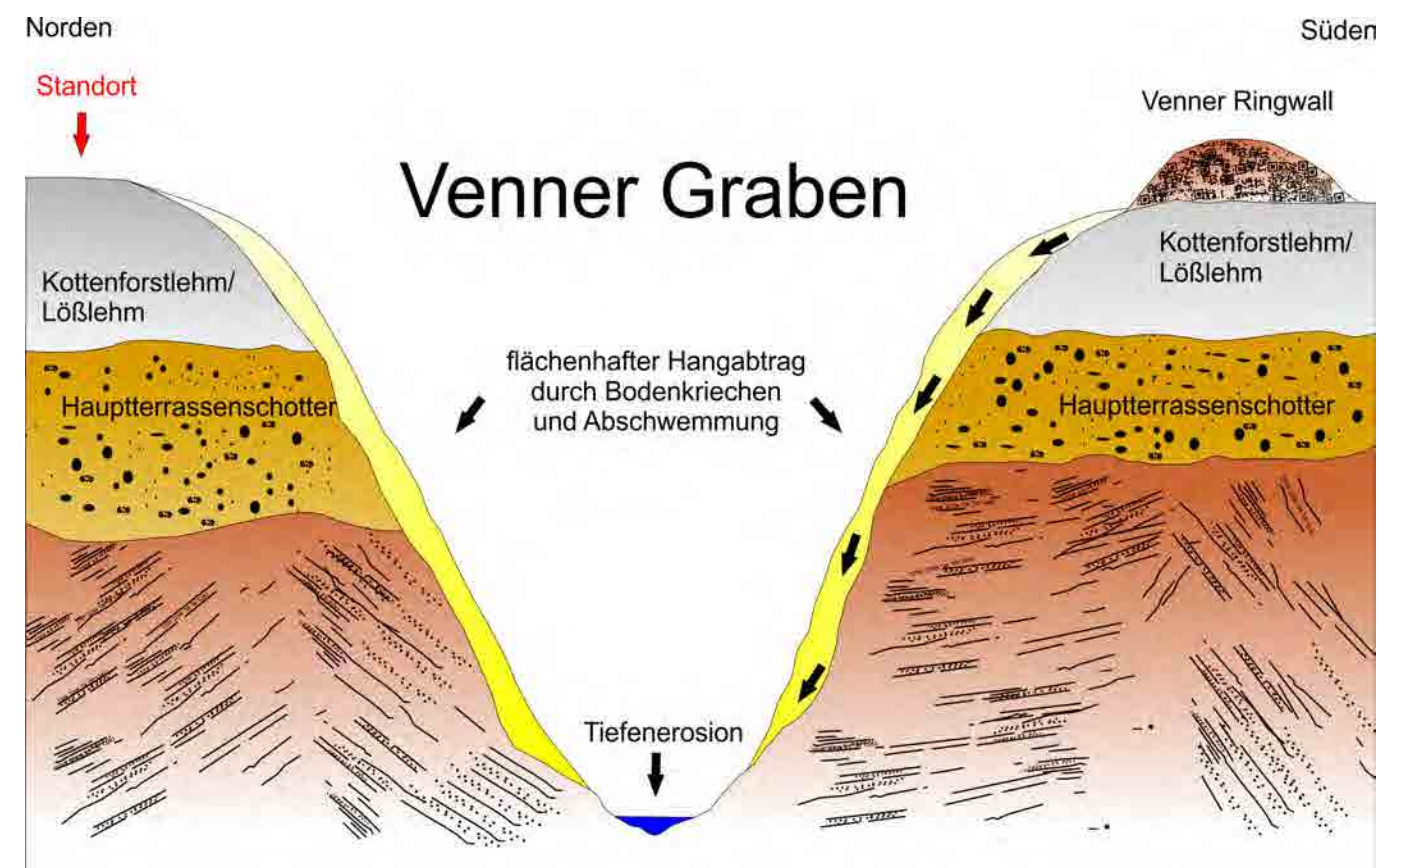 Norden
Süden
Standort
Venner Ringwall
Venner Graben
Kottenforstlehm/
Lößlehm
Kottenforstlehm/
Lößlehm
flächenhafter Hangabtrag
durch Bodenkriechen
und Abschwemmung
Hauptterrassenschotter
Hauptterrassenschotter
Tiefenerosion